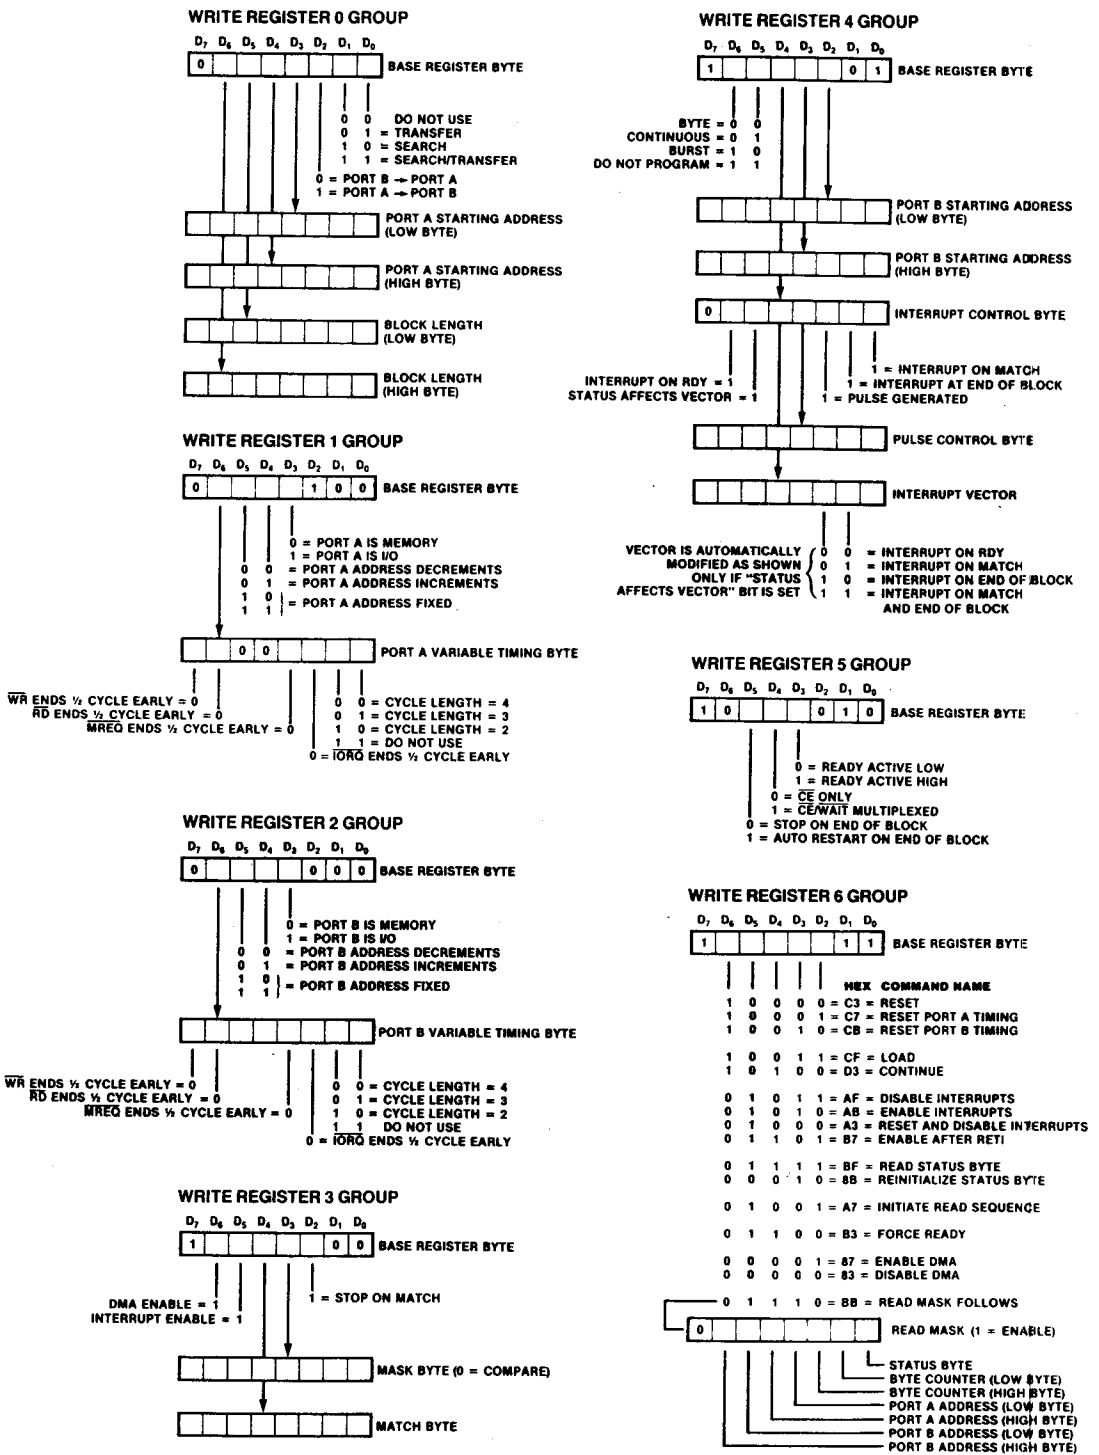 WRITE REGISTER 0 GROUP
D7 D6 D5 D4 D3 D2 D1 D0
0 BASE REGISTER BYTE
0 0 DO NOT USE
0 1 = TRANSFER
1 0 = SEARCH
1 1 = SEARCH/TRANSFER
0 = PORT B → PORT A
1 = PORT A → PORT B
PORT A STARTING ADDRESS
(LOW BYTE)
PORT A STARTING ADDRESS
(HIGH BYTE)
BLOCK LENGTH
(LOW BYTE)
BLOCK LENGTH
(HIGH BYTE)
WRITE REGISTER 1 GROUP
D7 D6 D5 D4 D3 D2 D1 D0
0 1 0 0 BASE REGISTER BYTE
0 = PORT A IS MEMORY
1 = PORT A IS I/O
0 0 = PORT A ADDRESS DECREMENTS
0 1 = PORT A ADDRESS INCREMENTS
1 0
1 1 } = PORT A ADDRESS FIXED
0 0 PORT A VARIABLE TIMING BYTE
WR ENDS ½ CYCLE EARLY = 0
RD ENDS ½ CYCLE EARLY = 0
MREQ ENDS ½ CYCLE EARLY = 0
0 0 = CYCLE LENGTH = 4
0 1 = CYCLE LENGTH = 3
1 0 = CYCLE LENGTH = 2
1 1 = DO NOT USE
0 = IORQ ENDS ½ CYCLE EARLY
WRITE REGISTER 2 GROUP
D7 D6 D5 D4 D3 D2 D1 D0
0 0 0 0 BASE REGISTER BYTE
0 = PORT B IS MEMORY
1 = PORT B IS I/O
0 0 = PORT B ADDRESS DECREMENTS
0 1 = PORT B ADDRESS INCREMENTS
1 0
1 1 } = PORT B ADDRESS FIXED
PORT B VARIABLE TIMING BYTE
WR ENDS ½ CYCLE EARLY = 0
RD ENDS ½ CYCLE EARLY = 0
MREQ ENDS ½ CYCLE EARLY = 0
0 0 = CYCLE LENGTH = 4
0 1 = CYCLE LENGTH = 3
1 0 = CYCLE LENGTH = 2
1 1 DO NOT USE
0 = IORQ ENDS ½ CYCLE EARLY
WRITE REGISTER 3 GROUP
D7 D6 D5 D4 D3 D2 D1 D0
1 0 0 BASE REGISTER BYTE
DMA ENABLE = 1
INTERRUPT ENABLE = 1
1 = STOP ON MATCH
MASK BYTE (0 = COMPARE)
MATCH BYTE
WRITE REGISTER 4 GROUP
D7 D6 D5 D4 D3 D2 D1 D0
1 0 1 BASE REGISTER BYTE
BYTE = 0 0
CONTINUOUS = 0 1
BURST = 1 0
DO NOT PROGRAM = 1 1
PORT B STARTING ADDRESS
(LOW BYTE)
PORT B STARTING ADDRESS
(HIGH BYTE)
0 INTERRUPT CONTROL BYTE
INTERRUPT ON RDY = 1
STATUS AFFECTS VECTOR = 1
1 = INTERRUPT ON MATCH
1 = INTERRUPT AT END OF BLOCK
1 = PULSE GENERATED
PULSE CONTROL BYTE
INTERRUPT VECTOR
VECTOR IS AUTOMATICALLY
MODIFIED AS SHOWN
ONLY IF "STATUS
AFFECTS VECTOR" BIT IS SET
0 0 = INTERRUPT ON RDY
0 1 = INTERRUPT ON MATCH
1 0 = INTERRUPT ON END OF BLOCK
1 1 = INTERRUPT ON MATCH
AND END OF BLOCK
WRITE REGISTER 5 GROUP
D7 D6 D5 D4 D3 D2 D1 D0
1 0 0 1 0 BASE REGISTER BYTE
0 = READY ACTIVE LOW
1 = READY ACTIVE HIGH
0 = CE ONLY
1 = CE/WAIT MULTIPLEXED
0 = STOP ON END OF BLOCK
1 = AUTO RESTART ON END OF BLOCK
WRITE REGISTER 6 GROUP
D7 D6 D5 D4 D3 D2 D1 D0
1 1 1 BASE REGISTER BYTE
HEX COMMAND NAME
1 0 0 0 0 = C3 = RESET
1 0 0 0 1 = C7 = RESET PORT A TIMING
1 0 0 1 0 = CB = RESET PORT B TIMING
1 0 0 1 1 = CF = LOAD
1 0 1 0 0 = D3 = CONTINUE
0 1 0 1 1 = AF = DISABLE INTERRUPTS
0 1 0 1 0 = AB = ENABLE INTERRUPTS
0 1 0 0 0 = A3 = RESET AND DISABLE INTERRUPTS
0 1 1 0 1 = B7 = ENABLE AFTER RETI
0 1 1 1 1 = BF = READ STATUS BYTE
0 0 0 1 0 = 8B = REINITIALIZE STATUS BYTE
0 1 0 0 1 = A7 = INITIATE READ SEQUENCE
0 1 1 0 0 = B3 = FORCE READY
0 0 0 0 1 = 87 = ENABLE DMA
0 0 0 0 0 = 83 = DISABLE DMA
0 1 1 1 0 = BB = READ MASK FOLLOWS
0 READ MASK (1 = ENABLE)
STATUS BYTE
BYTE COUNTER (LOW BYTE)
BYTE COUNTER (HIGH BYTE)
PORT A ADDRESS (LOW BYTE)
PORT A ADDRESS (HIGH BYTE)
PORT B ADDRESS (LOW BYTE)
PORT B ADDRESS (HIGH BYTE)